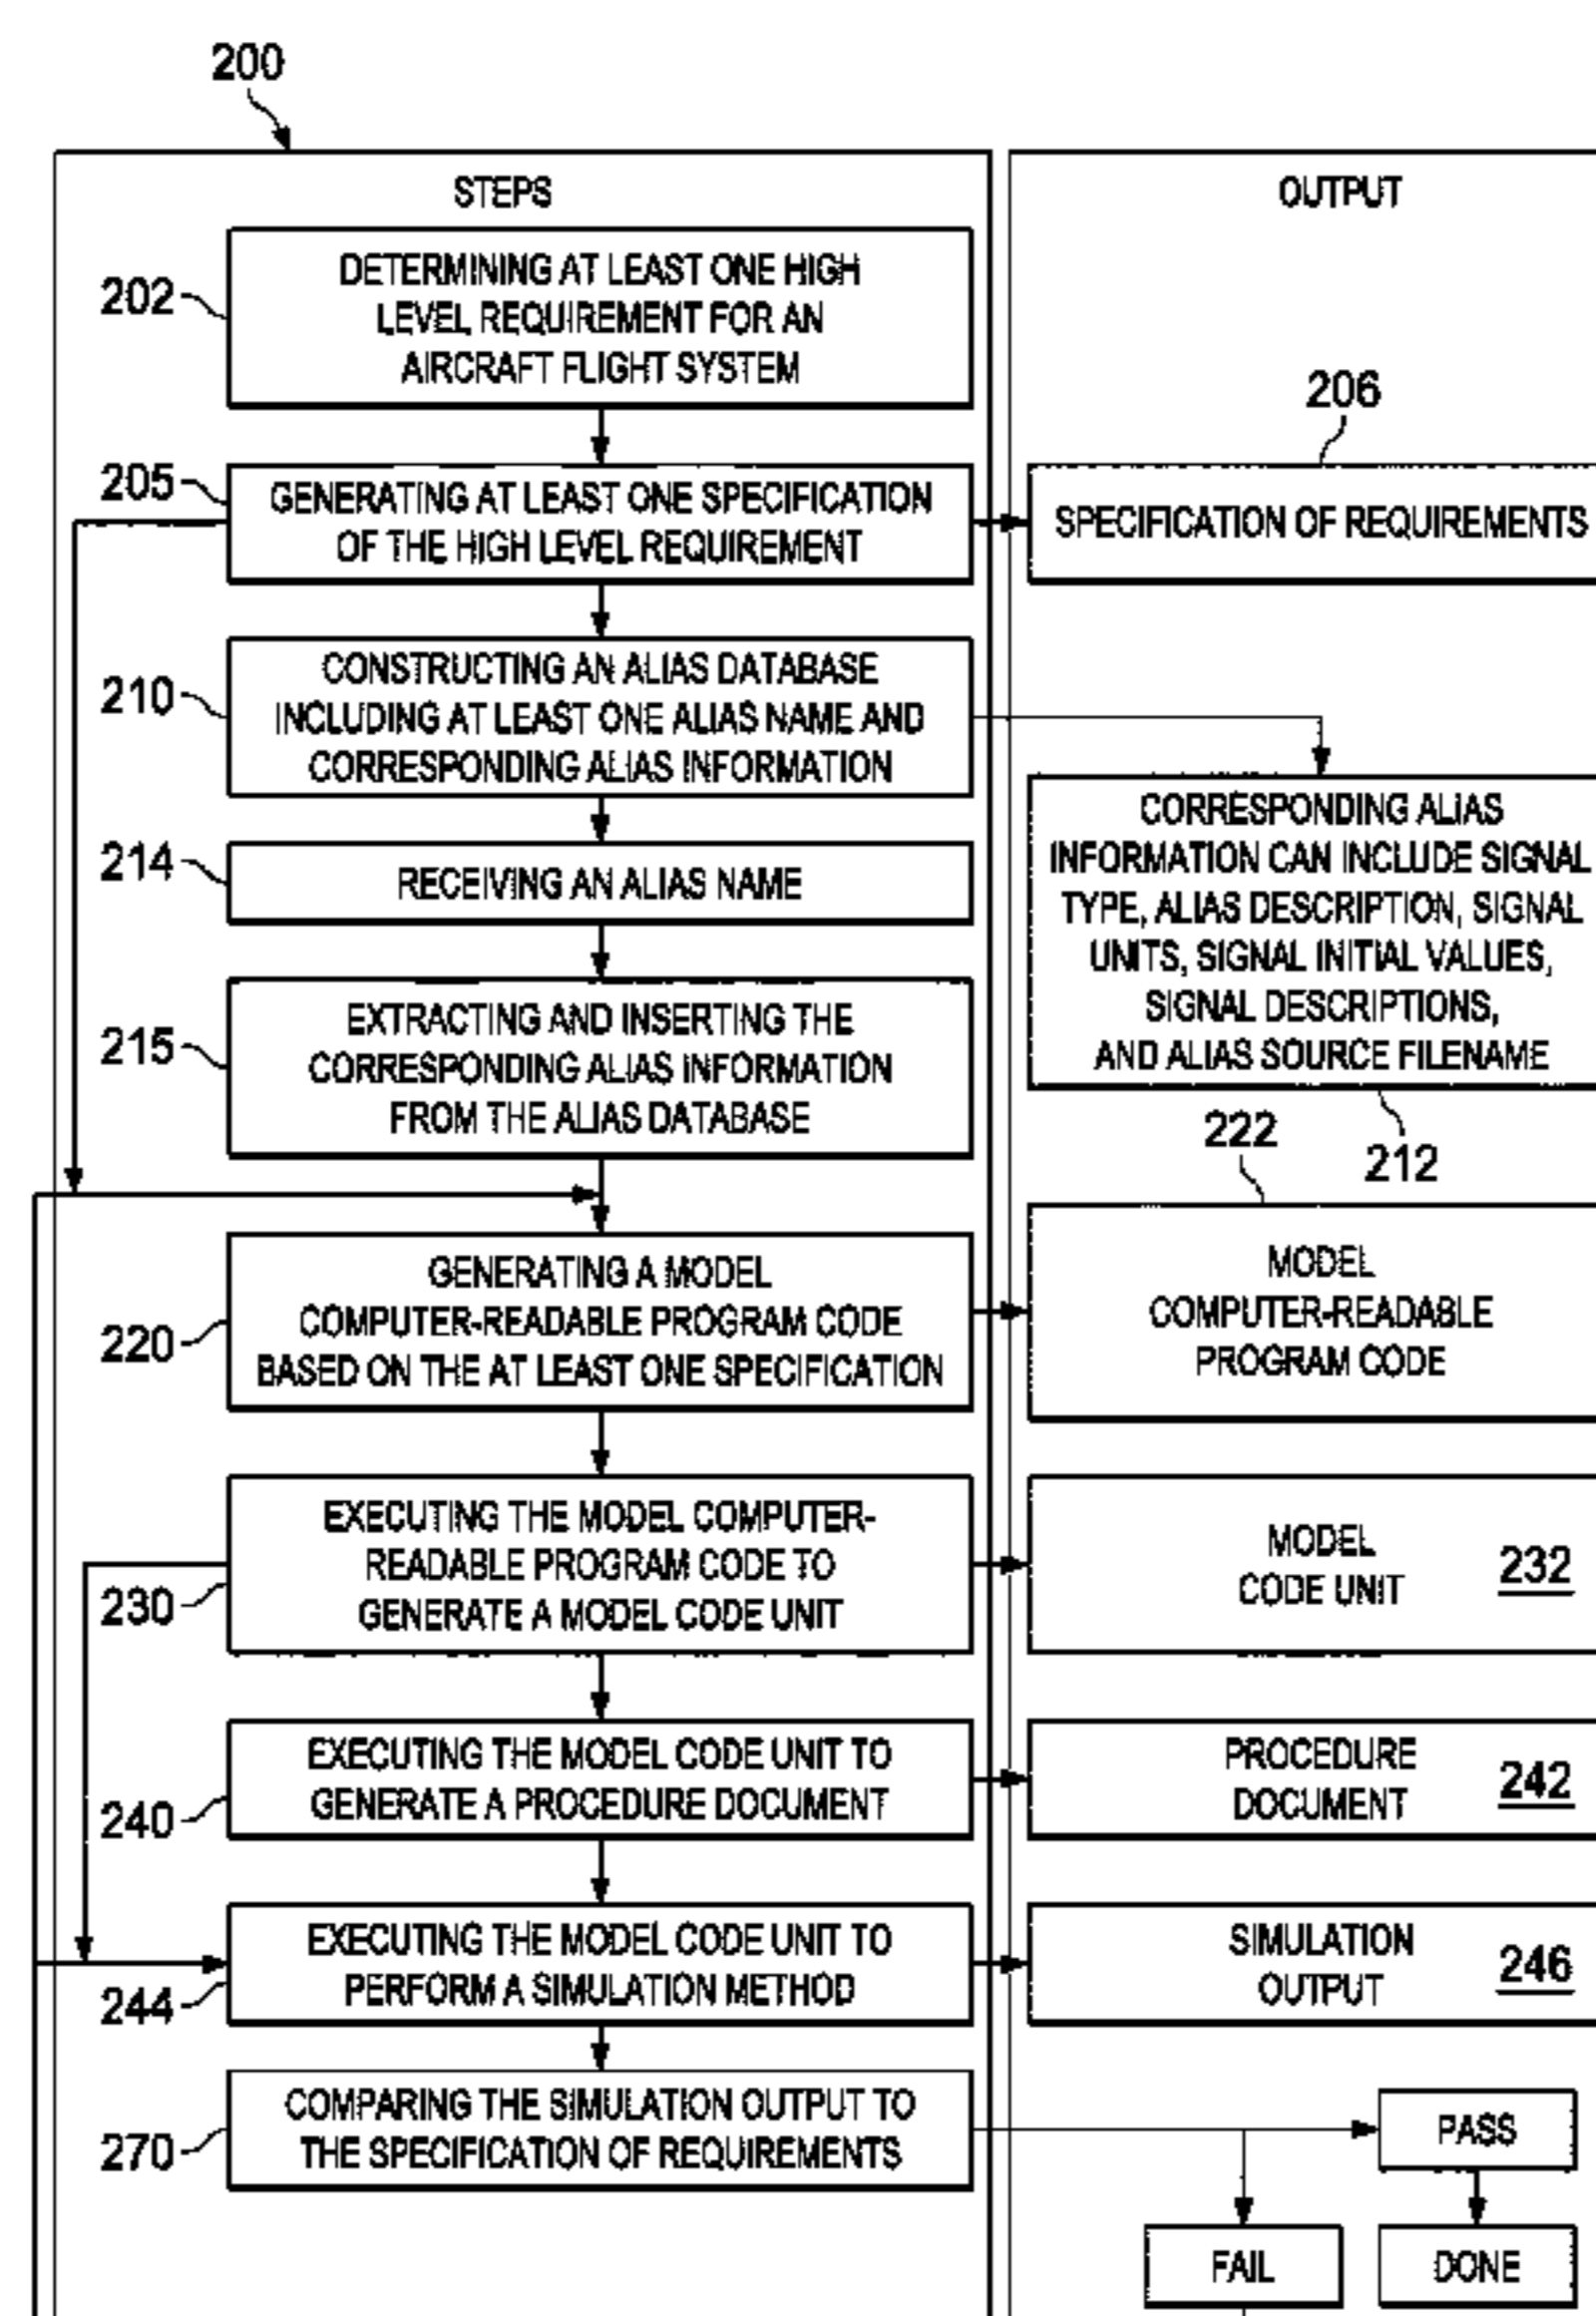 200
STEPS
OUTPUT
202
DETERMINING AT LEAST ONE HIGH
LEVEL REQUIREMENT FOR AN
AIRCRAFT FLIGHT SYSTEM
206
205
GENERATING AT LEAST ONE SPECIFICATION
OF THE HIGH LEVEL REQUIREMENT
SPECIFICATION OF REQUIREMENTS
210
CONSTRUCTING AN ALIAS DATABASE
INCLUDING AT LEAST ONE ALIAS NAME AND
CORRESPONDING ALIAS INFORMATION
214
RECEIVING AN ALIAS NAME
CORRESPONDING ALIAS
INFORMATION CAN INCLUDE SIGNAL
TYPE, ALIAS DESCRIPTION, SIGNAL
UNITS, SIGNAL INITIAL VALUES,
SIGNAL DESCRIPTIONS,
AND ALIAS SOURCE FILENAME
212
215
EXTRACTING AND INSERTING THE
CORRESPONDING ALIAS INFORMATION
FROM THE ALIAS DATABASE
222
220
GENERATING A MODEL
COMPUTER-READABLE PROGRAM CODE
BASED ON THE AT LEAST ONE SPECIFICATION
MODEL
COMPUTER-READABLE
PROGRAM CODE
230
EXECUTING THE MODEL COMPUTER-
READABLE PROGRAM CODE TO
GENERATE A MODEL CODE UNIT
MODEL
CODE UNIT
232
240
EXECUTING THE MODEL CODE UNIT TO
GENERATE A PROCEDURE DOCUMENT
PROCEDURE
DOCUMENT
242
244
EXECUTING THE MODEL CODE UNIT TO
PERFORM A SIMULATION METHOD
SIMULATION
OUTPUT
246
270
COMPARING THE SIMULATION OUTPUT TO
THE SPECIFICATION OF REQUIREMENTS
PASS
FAIL
DONE